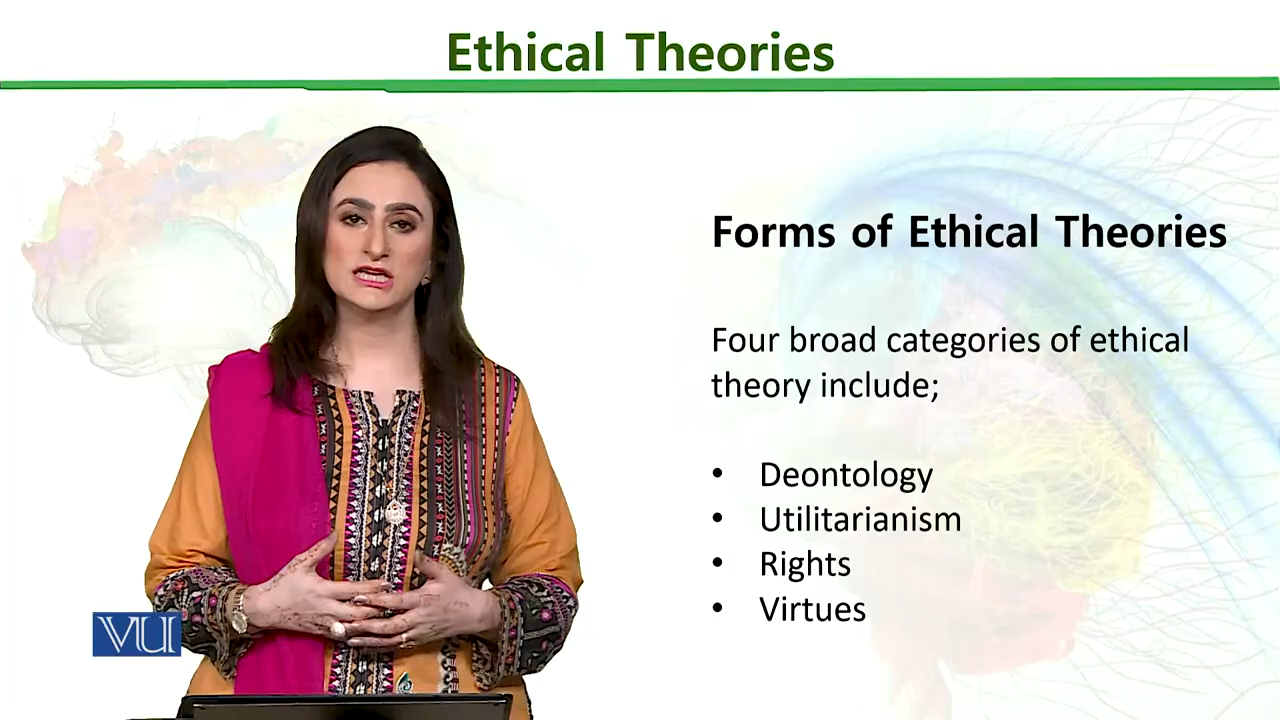 Ethical Theories
Forms of Ethical Theories
Four broad categories of ethical
theory include;
• Deontology
• Utilitarianism
• Rights
• Virtues
VU